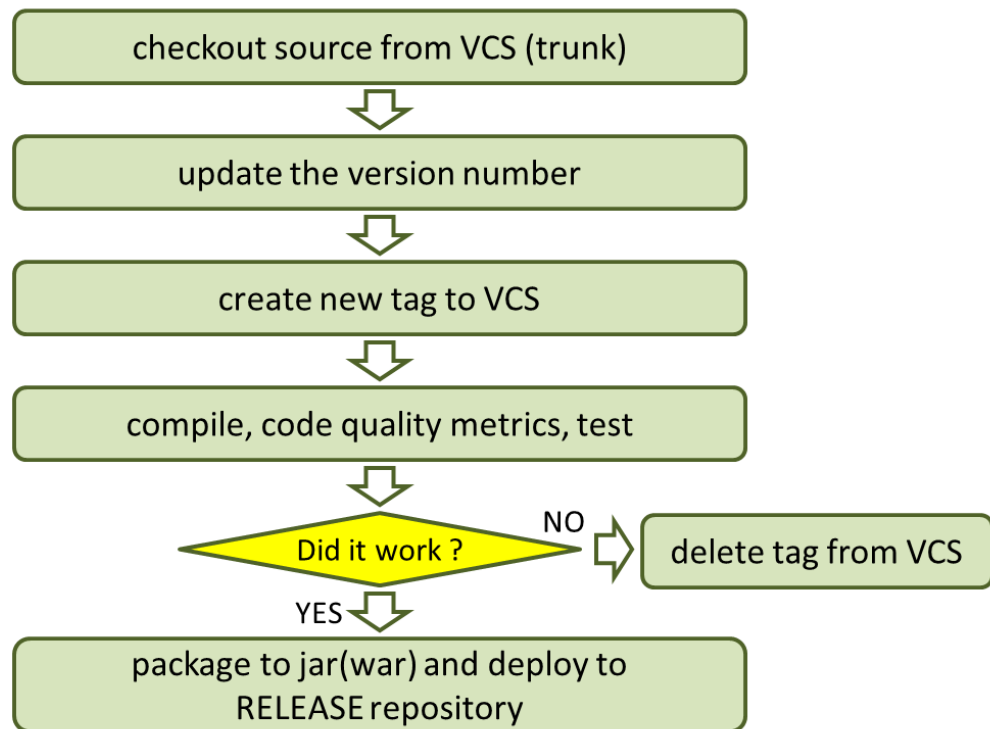 checkout source from VCS (trunk)
update the version number
create new tag to VCS
compile, code quality metrics, test
Did it work ?
NO
delete tag from VCS
YES
package to jar(war) and deploy to
RELEASE repository